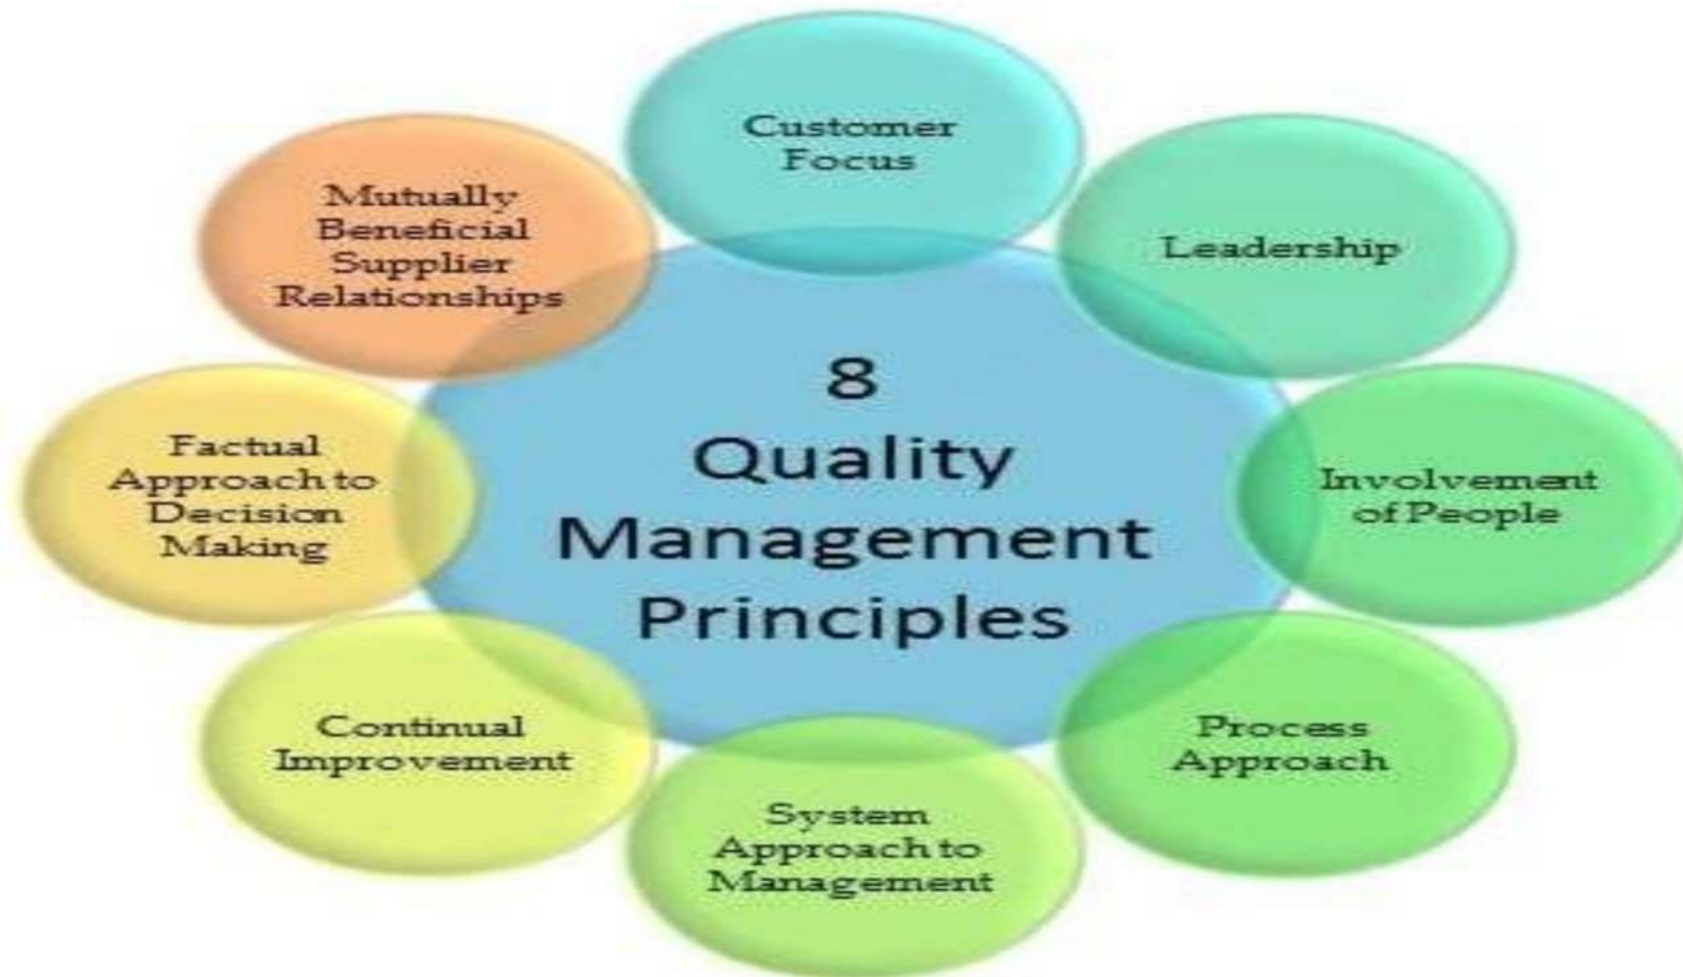 8
Quality
Management
Principles
Customer
Focus
Leadership
Involvement
of People
Process
Approach
System
Approach to
Management
Continual
Improvement
Factual
Approach to
Decision
Making
Mutually
Beneficial
Supplier
Relationships